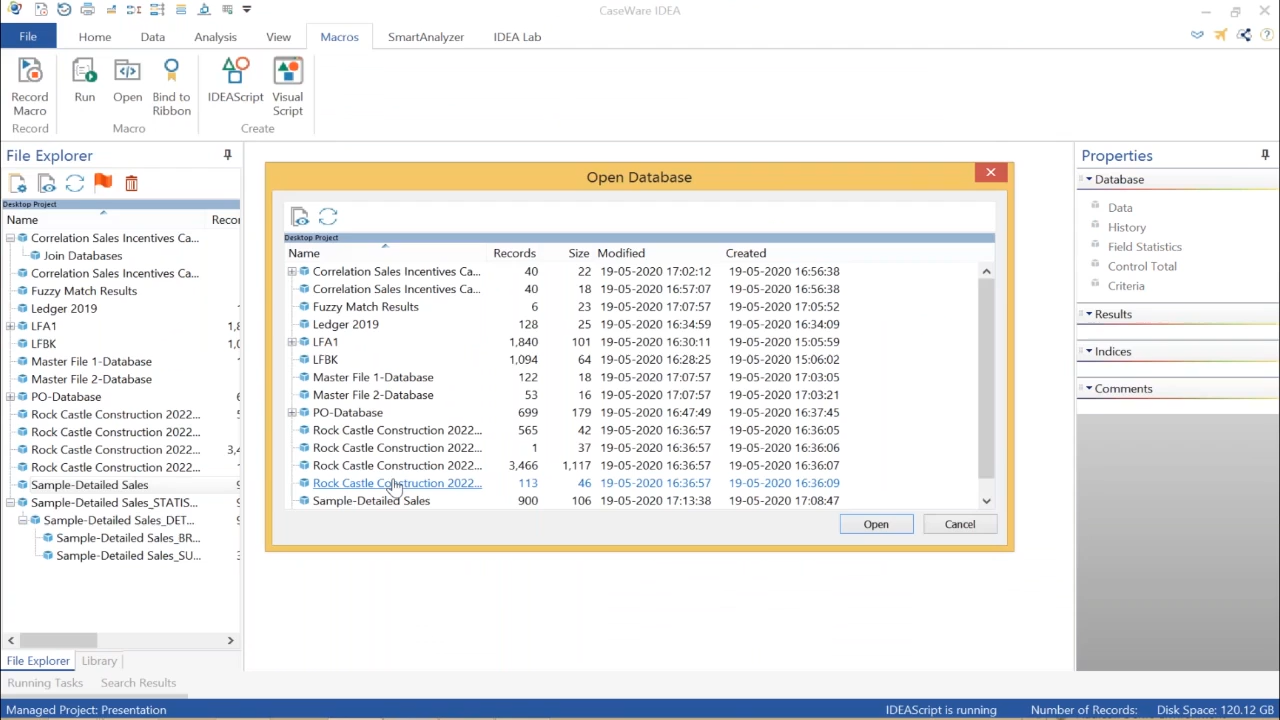 CaseWare IDEA
File Home Data Analysis View Macros SmartAnalyzer IDEA Lab
Record Macro Run Open Bind to Ribbon IDEAScript Visual Script
Record Macro Create
File Explorer
Desktop Project
Name Recor
Correlation Sales Incentives Ca...
Join Databases
Correlation Sales Incentives Ca...
Fuzzy Match Results
Ledger 2019
LFA1 1,8
LFBK 1,0
Master File 1-Database
Master File 2-Database
PO-Database
Rock Castle Construction 2022...
Rock Castle Construction 2022...
Rock Castle Construction 2022... 3,4
Rock Castle Construction 2022...
Sample-Detailed Sales
Sample-Detailed Sales_STATIS...
Sample-Detailed Sales_DET...
Sample-Detailed Sales_BR...
Sample-Detailed Sales_SU...
File Explorer Library
Running Tasks Search Results
Open Database
Desktop Project
Name Records Size Modified Created
Correlation Sales Incentives Ca... 40 22 19-05-2020 17:02:12 19-05-2020 16:56:38
Correlation Sales Incentives Ca... 40 18 19-05-2020 16:57:07 19-05-2020 16:56:38
Fuzzy Match Results 6 23 19-05-2020 17:07:57 19-05-2020 17:05:52
Ledger 2019 128 25 19-05-2020 16:34:59 19-05-2020 16:34:09
LFA1 1,840 101 19-05-2020 16:30:11 19-05-2020 15:05:59
LFBK 1,094 64 19-05-2020 16:28:25 19-05-2020 15:06:02
Master File 1-Database 122 18 19-05-2020 17:07:57 19-05-2020 17:03:05
Master File 2-Database 53 16 19-05-2020 17:07:57 19-05-2020 17:03:21
PO-Database 699 179 19-05-2020 16:47:49 19-05-2020 16:37:45
Rock Castle Construction 2022... 565 42 19-05-2020 16:36:57 19-05-2020 16:36:05
Rock Castle Construction 2022... 1 37 19-05-2020 16:36:57 19-05-2020 16:36:06
Rock Castle Construction 2022... 3,466 1,117 19-05-2020 16:36:57 19-05-2020 16:36:07
Rock Castle Construction 2022... 113 46 19-05-2020 16:36:57 19-05-2020 16:36:09
Sample-Detailed Sales 900 106 19-05-2020 17:13:38 19-05-2020 17:08:47
Open Cancel
Properties
Database
Data
History
Field Statistics
Control Total
Criteria
Results
Indices
Comments
Managed Project: Presentation IDEAScript is running Number of Records: Disk Space: 120.12 GB